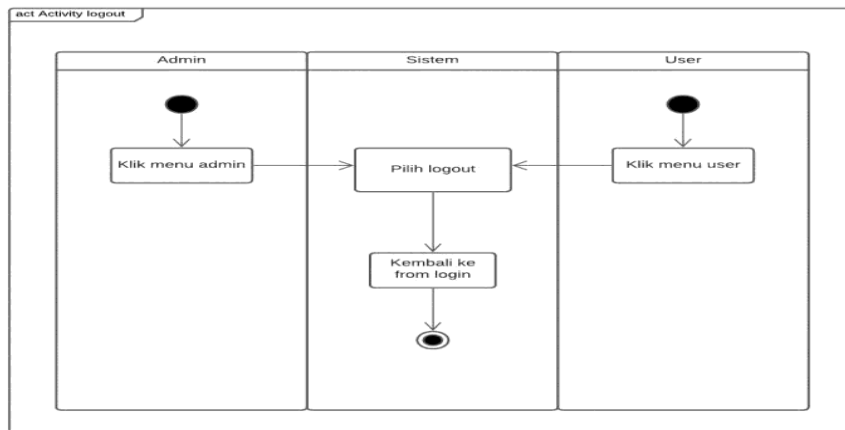 act Activity logout
Admin
Sistem
User
Klik menu admin
Pilih logout
Klik menu user
Kembali ke
from login